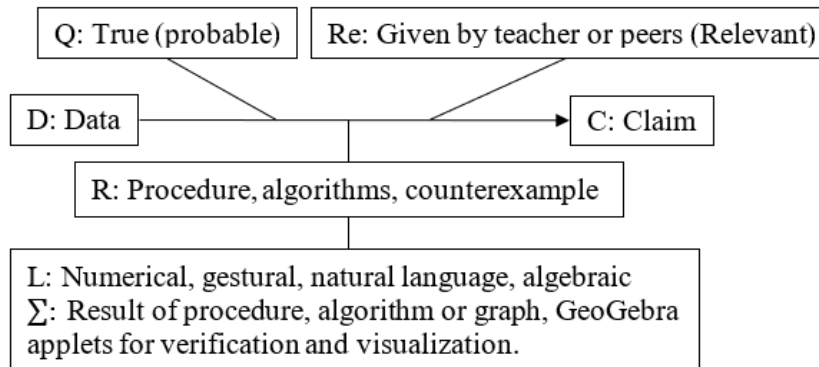 Q: True (probable)
Re: Given by teacher or peers (Relevant)
D: Data
C: Claim
R: Procedure, algorithms, counterexample
L: Numerical, gestural, natural language, algebraic
∑: Result of procedure, algorithm or graph, GeoGebra
applets for verification and visualization.